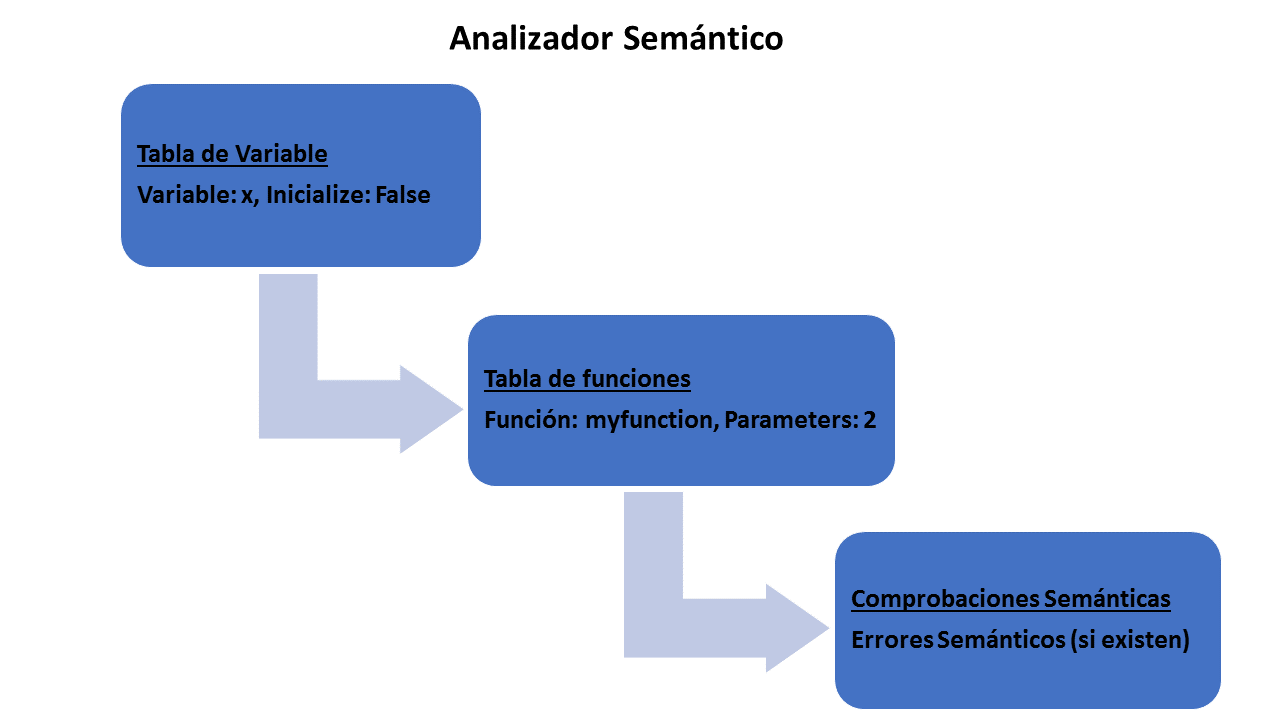 Analizador Semántico
Tabla de Variable
Variable: x, Inicialize: False
Tabla de funciones
Función: myfunction, Parameters: 2
Comprobaciones Semánticas
Errores Semánticos (si existen)